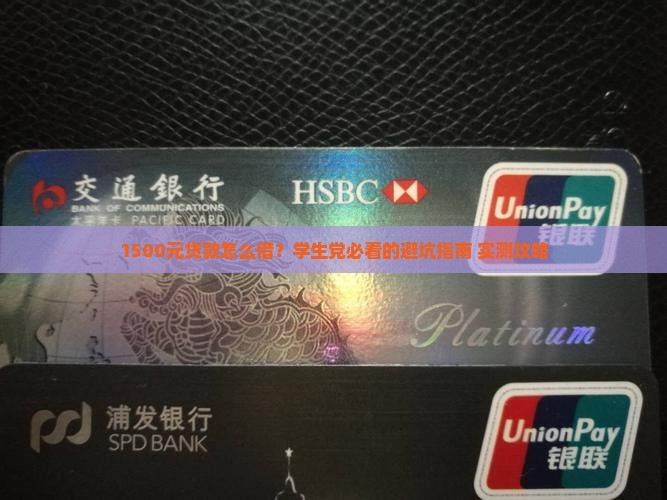 交通銀行
BANK OF COMMUNICATIONS
太平洋卡 PACIFIC CARD
HSBC
UnionPay
银联
1500元贷款怎么借？学生党必看的避坑指南 实测攻略
Platinum
浦发银行
SPD BANK
UnionPay
银联